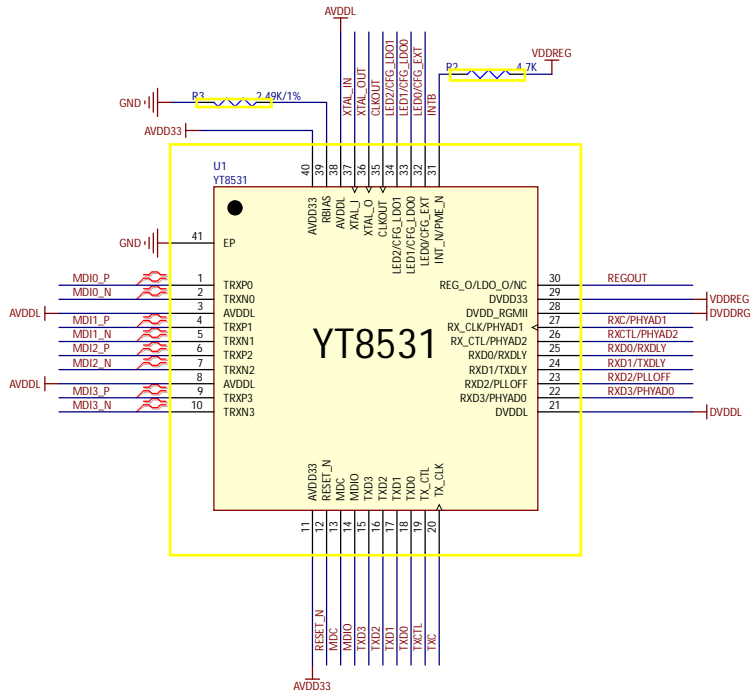 AVDDL
VDDREG
R2 4.7K
R3 2.49K/1%
GND
AVDD33
XTAL_IN
XTAL_OUT
CLKOUT
LED2/CFG_LDO1
LED1/CFG_LDO0
LED0/CFG_EXT
INTB
U1
YT8531
40 39 38 37 36 35 34 33 32 31
AVDD33
RBIAS
AVDDL
XTAL_I
XTAL_O
CLKOUT
LED2/CFG_LDO1
LED1/CFG_LDO0
LED0/CFG_EXT
INT_N/PME_N
GND 41 EP
MDI0_P 1 TRXP0
MDI0_N 2 TRXN0
AVDDL 3 AVDDL
MDI1_P 4 TRXP1
MDI1_N 5 TRXN1
MDI2_P 6 TRXP2
MDI2_N 7 TRXN2
AVDDL 8 AVDDL
MDI3_P 9 TRXP3
MDI3_N 10 TRXN3
YT8531
REG_O/LDO_O/NC 30 REGOUT
DVDD33 29 VDDREG
DVDD_RGMII 28 DVDDRG
RX_CLK/PHYAD1 27 RXC/PHYAD1
RX_CTL/PHYAD2 26 RXCTL/PHYAD2
RXD0/RXDLY 25 RXD0/RXDLY
RXD1/TXDLY 24 RXD1/TXDLY
RXD2/PLLOFF 23 RXD2/PLLOFF
RXD3/PHYAD0 22 RXD3/PHYAD0
DVDDL 21 DVDDL
AVDD33
RESET_N
MDC
MDIO
TXD3
TXD2
TXD1
TXD0
TX_CTL
TX_CLK
11 12 13 14 15 16 17 18 19 20
RESET_N
MDC
MDIO
TXD3
TXD2
TXD1
TXD0
TXCTL
TXC
AVDD33